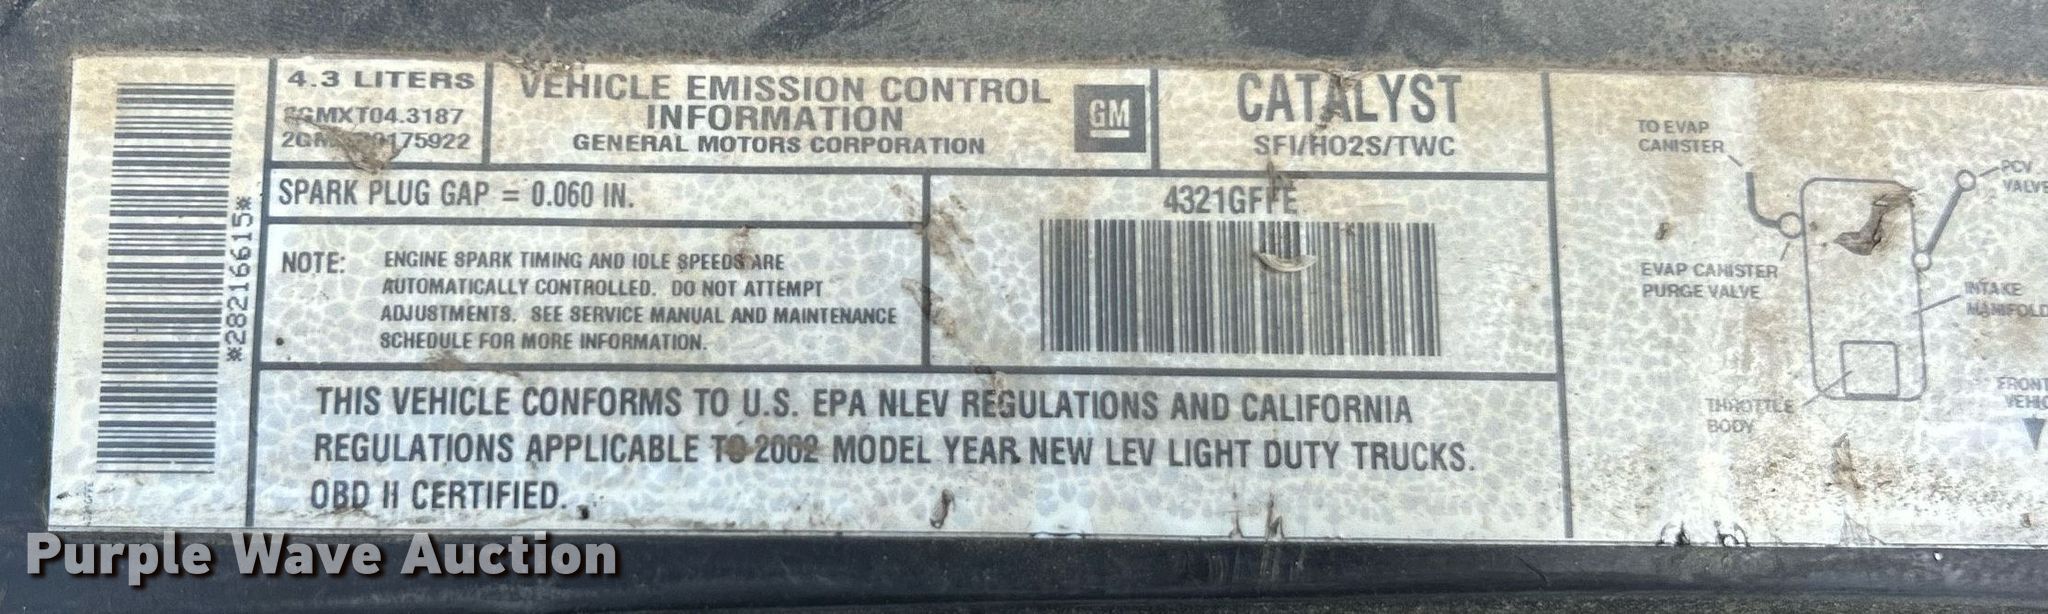 *28216615*
4.3 LITERS
2GMXT04.3187
VEHICLE EMISSION CONTROL
INFORMATION
GENERAL MOTORS CORPORATION
GM
CATALYST
SFI/HO2S/TWC
SPARK PLUG GAP = 0.060 IN.
NOTE: ENGINE SPARK TIMING AND IDLE SPEEDS ARE
AUTOMATICALLY CONTROLLED. DO NOT ATTEMPT
ADJUSTMENTS. SEE SERVICE MANUAL AND MAINTENANCE
SCHEDULE FOR MORE INFORMATION.
4321GFFE
THIS VEHICLE CONFORMS TO U.S. EPA NLEV REGULATIONS AND CALIFORNIA
REGULATIONS APPLICABLE TO 2002 MODEL YEAR NEW LEV LIGHT DUTY TRUCKS.
OBD II CERTIFIED.
TO EVAP
CANISTER
PCV
VALVE
EVAP CANISTER
PURGE VALVE
INTAKE
MANIFOLD
THROTTLE
BODY
FRONT
VEHIC
Purple Wave Auction